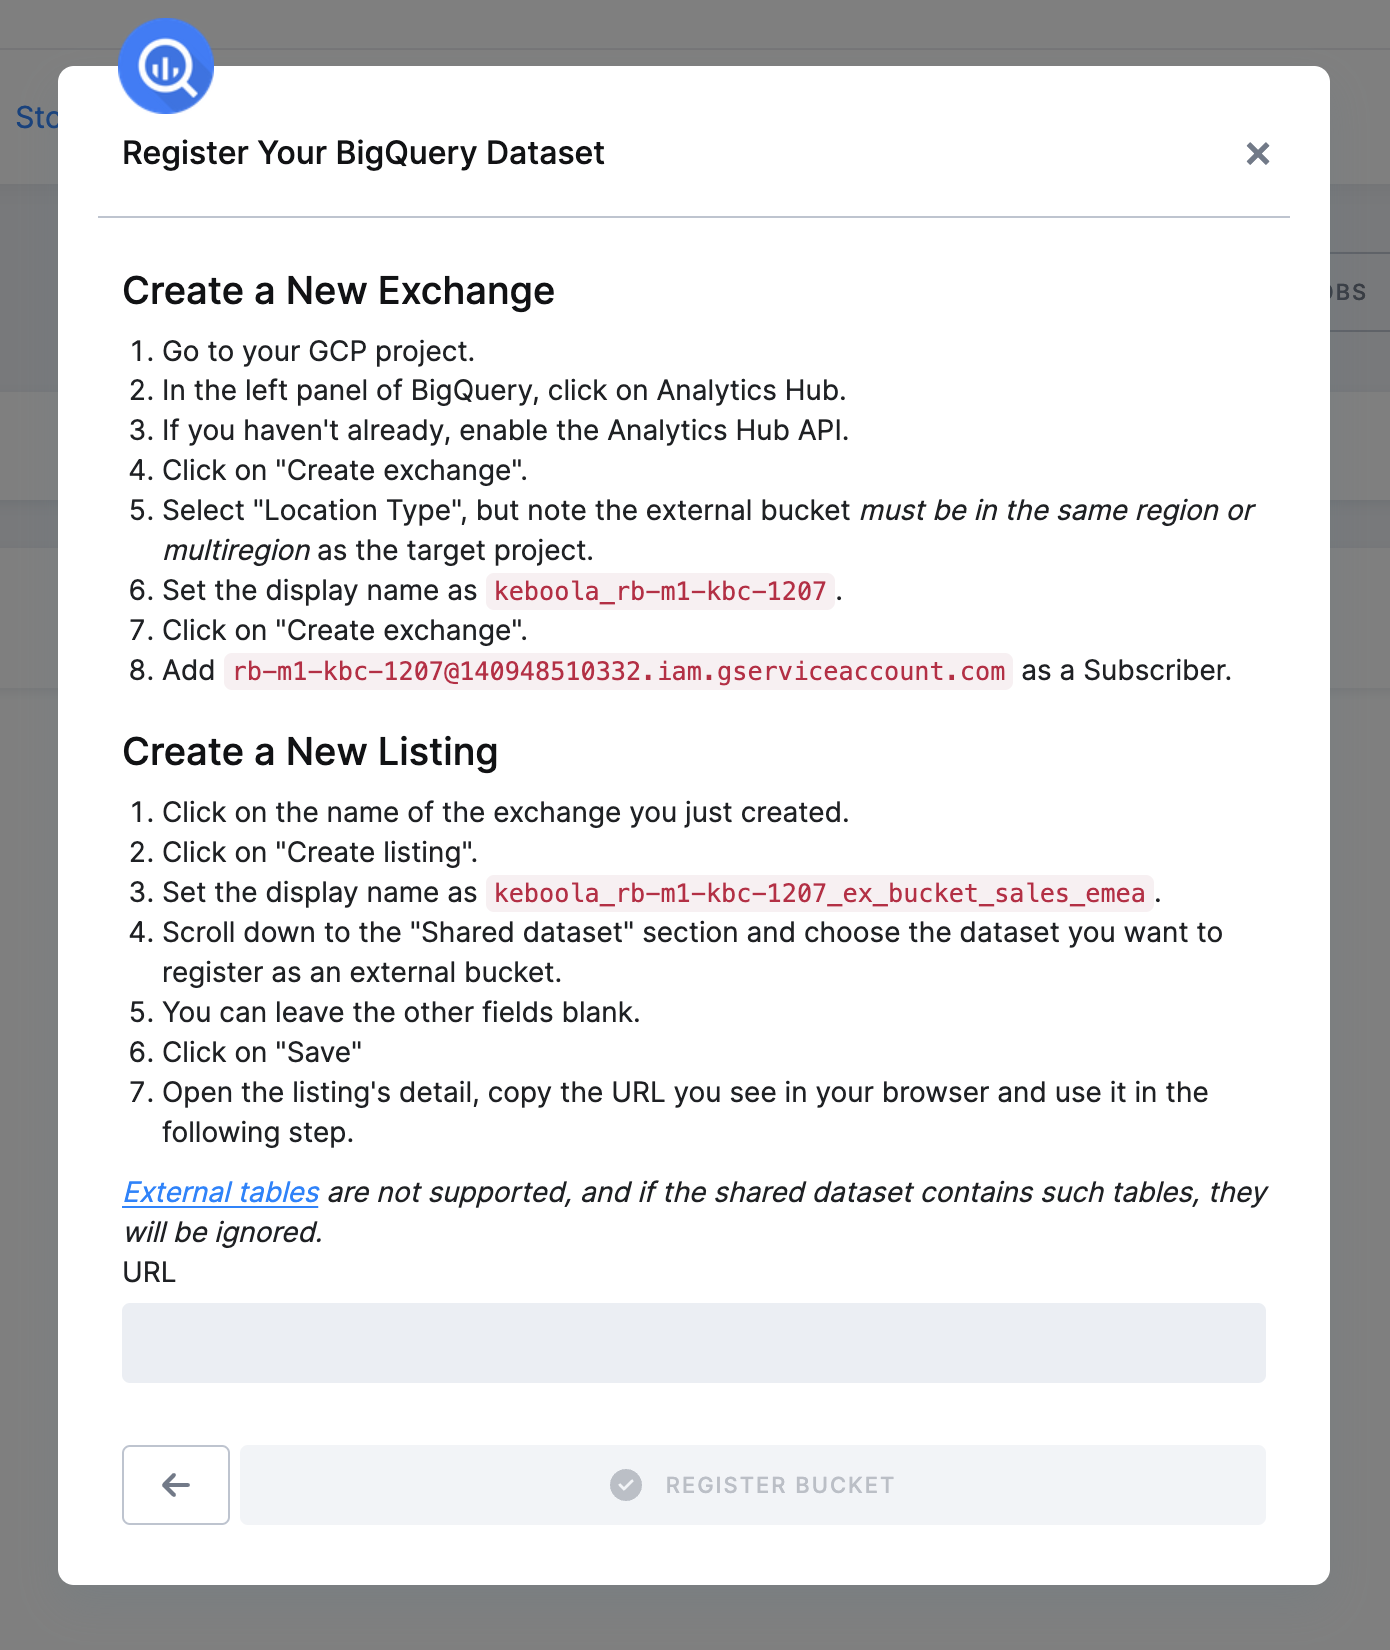 Sto
Register Your BigQuery Dataset
Create a New Exchange
OBS
1. Go to your GCP project.
2. In the left panel of BigQuery, click on Analytics Hub.
3. If you haven't already, enable the Analytics Hub API.
4. Click on "Create exchange".
5. Select "Location Type", but note the external bucket must be in the same region or
multiregion as the target project.
6. Set the display name as keboola_rb-m1-kbc-1207.
7. Click on "Create exchange".
8. Add rb-m1-kbc-1207@140948510332.iam.gserviceaccount.com as a Subscriber.
Create a New Listing
1. Click on the name of the exchange you just created.
2. Click on "Create listing".
3. Set the display name as keboola_rb-m1-kbc-1207_ex_bucket_sales_emea.
4. Scroll down to the "Shared dataset" section and choose the dataset you want to
register as an external bucket.
5. You can leave the other fields blank.
6. Click on "Save"
7. Open the listing's detail, copy the URL you see in your browser and use it in the
following step.
External tables are not supported, and if the shared dataset contains such tables, they
will be ignored.
URL
REGISTER BUCKET